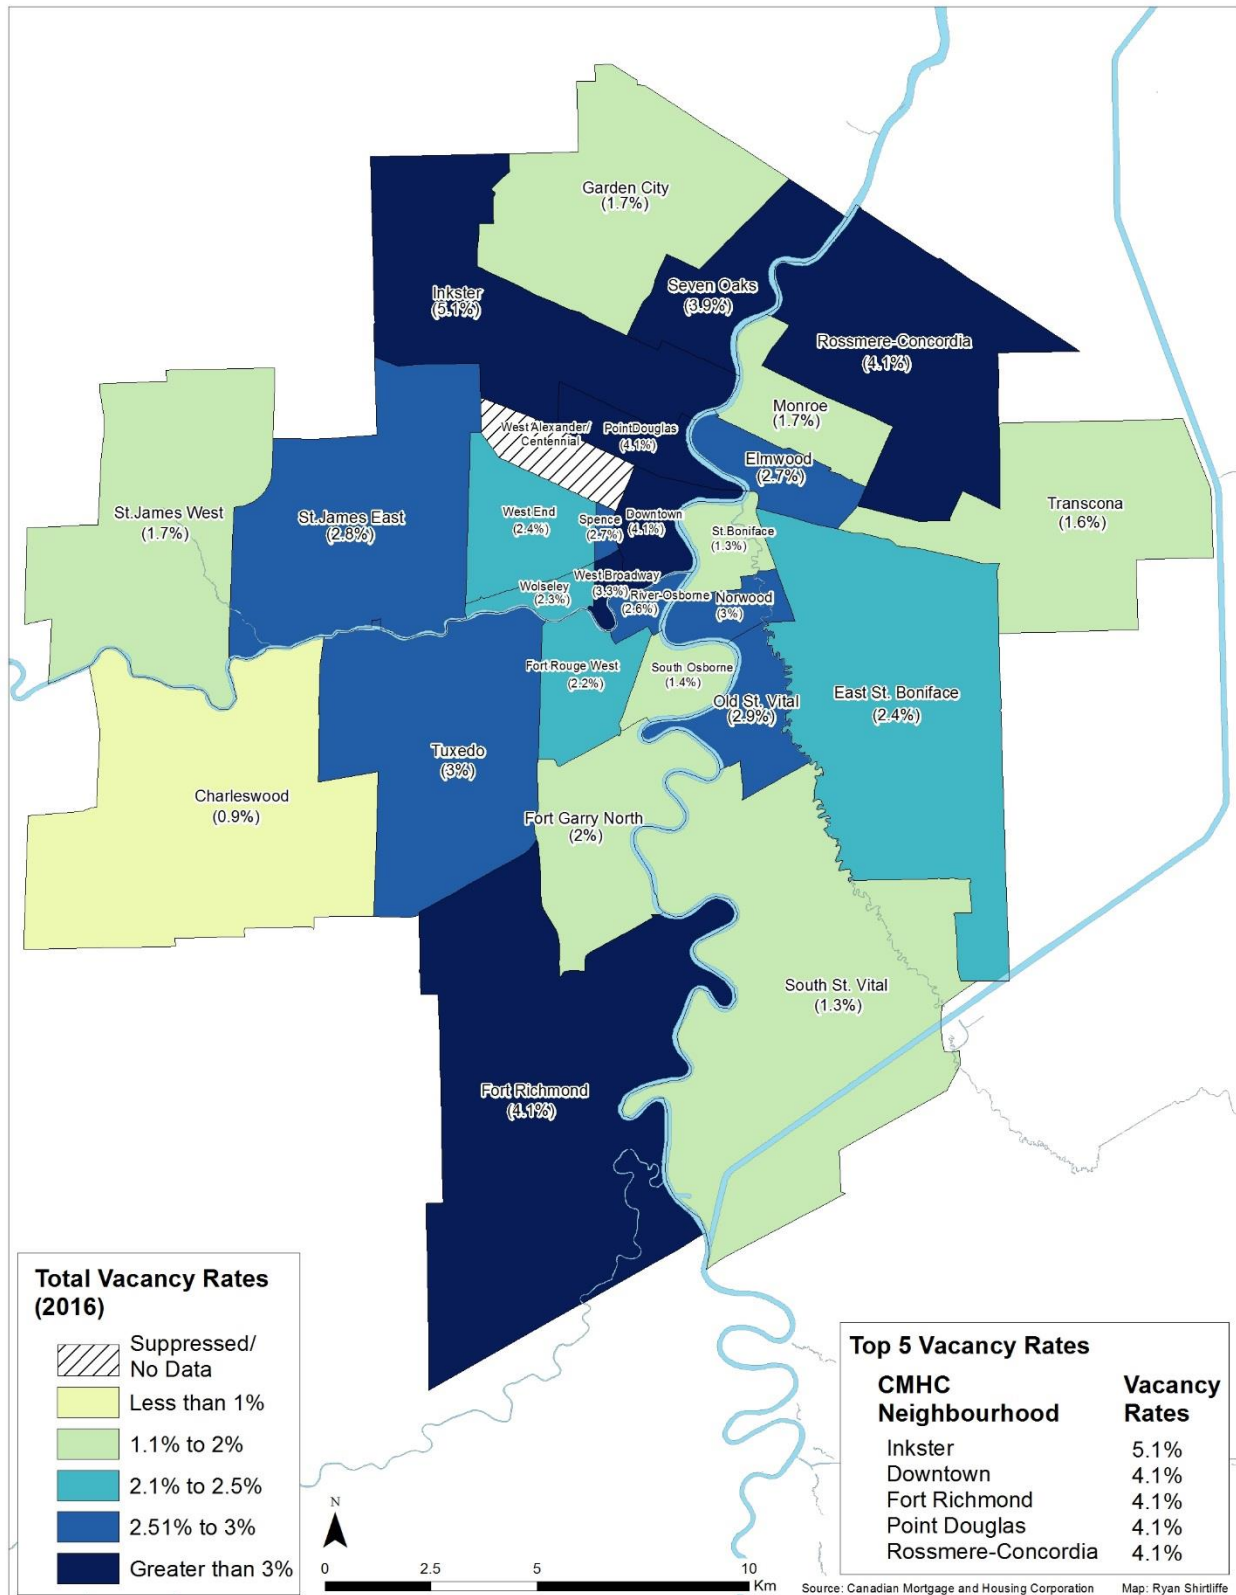 Garden City
(1.7%)
Seven Oaks
(3.9%)
Inkster
(5.1%)
Rossmere-Concordia
(4.1%)
Monroe
(1.7%)
West Alexander/
Centennial
Point Douglas
(4.1%)
Elmwood
(2.7%)
Transcona
(1.6%)
St.James West
(1.7%)
St.James East
(2.8%)
West End
(2.4%)
Spence
(2.7%)
Downtown
(4.1%)
St.Boniface
(1.3%)
West Broadway
(3.3%)
Wolseley
(2.3%)
River-Osborne
(2.6%)
Norwood
(3%)
Fort Rouge West
(2.2%)
South Osborne
(1.4%)
Old St. Vital
(2.9%)
East St. Boniface
(2.4%)
Tuxedo
(3%)
Charleswood
(0.9%)
Fort Garry North
(2%)
South St. Vital
(1.3%)
Fort Richmond
(4.1%)
Total Vacancy Rates
(2016)
Suppressed/
No Data
Less than 1%
1.1% to 2%
2.1% to 2.5%
2.51% to 3%
Greater than 3%
N
0 2.5 5 10
Km
Top 5 Vacancy Rates
CMHC Vacancy
Neighbourhood Rates
Inkster 5.1%
Downtown 4.1%
Fort Richmond 4.1%
Point Douglas 4.1%
Rossmere-Concordia 4.1%
Source: Canadian Mortgage and Housing Corporation Map: Ryan Shirtliffe